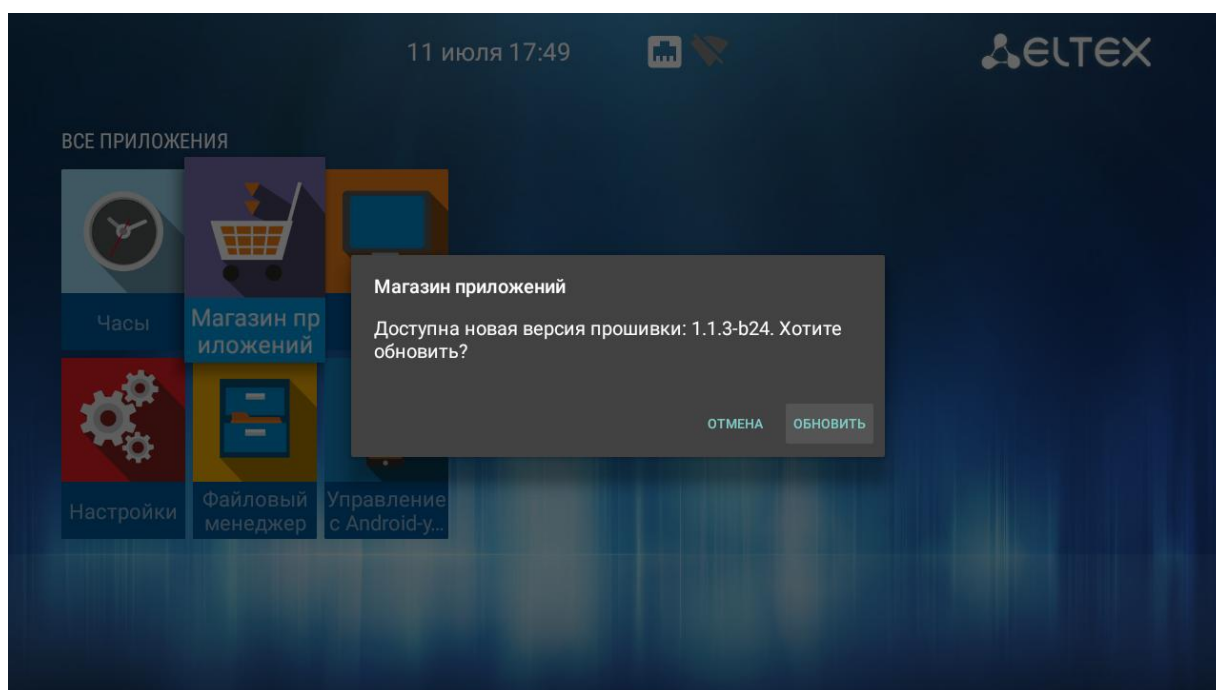 11 июля 17:49
ELTEX
ВСЕ ПРИЛОЖЕНИЯ
Часы
Магазин пр
иложений
Магазин приложений
Доступна новая версия прошивки: 1.1.3-b24. Хотите
обновить?
ОТМЕНА ОБНОВИТЬ
Настройки
Файловый
менеджер
Управление
с Android-у...